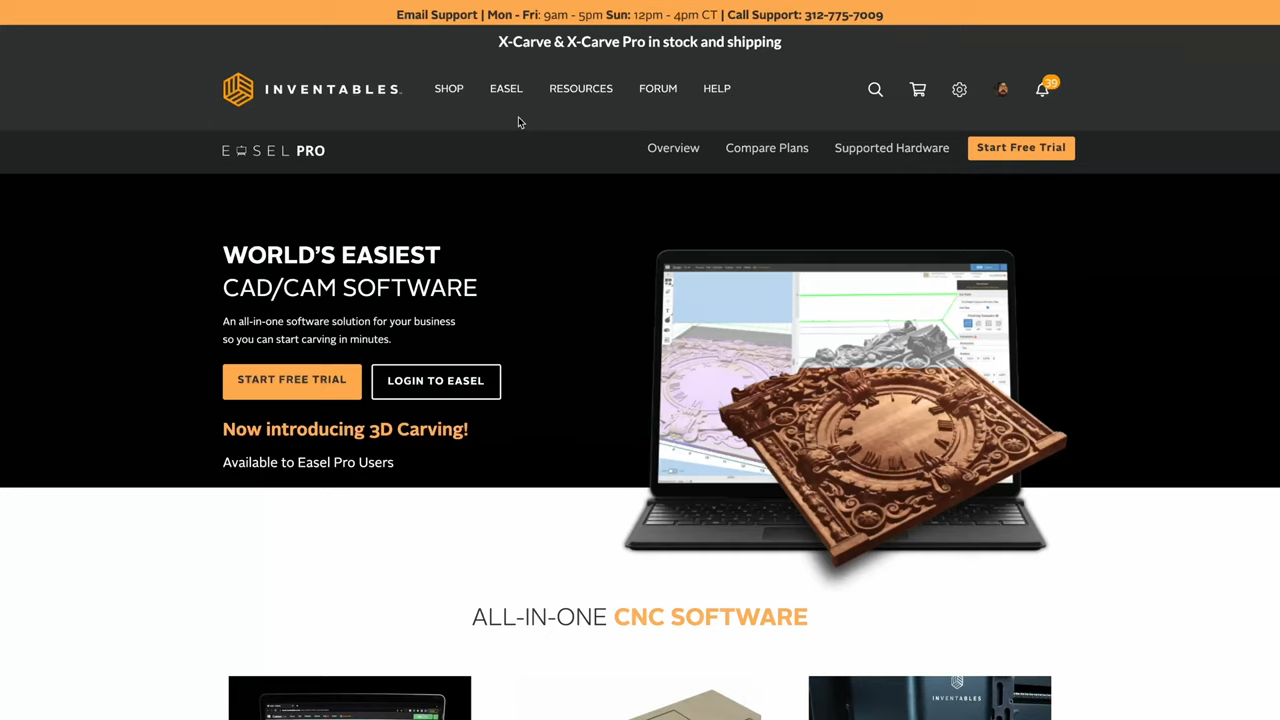 Email Support | Mon - Fri: 9am - 5pm Sun: 12pm - 4pm CT | Call Support: 312-775-7009
X-Carve & X-Carve Pro in stock and shipping
INVENTABLES
SHOP EASEL RESOURCES FORUM HELP
39
EASEL PRO
Overview Compare Plans Supported Hardware Start Free Trial
WORLD'S EASIEST
CAD/CAM SOFTWARE
An all-in-one software solution for your business
so you can start carving in minutes.
START FREE TRIAL LOGIN TO EASEL
Now introducing 3D Carving!
Available to Easel Pro Users
ALL-IN-ONE CNC SOFTWARE
INVENTABLES